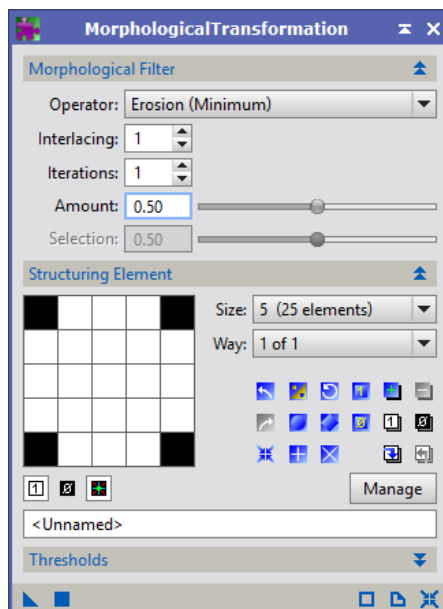 MorphologicalTransformation
Morphological Filter
Operator: Erosion (Minimum)
Interlacing: 1
Iterations: 1
Amount: 0.50
Selection: 0.50
Structuring Element
Size: 5 (25 elements)
Way: 1 of 1
Manage
<Unnamed>
Thresholds